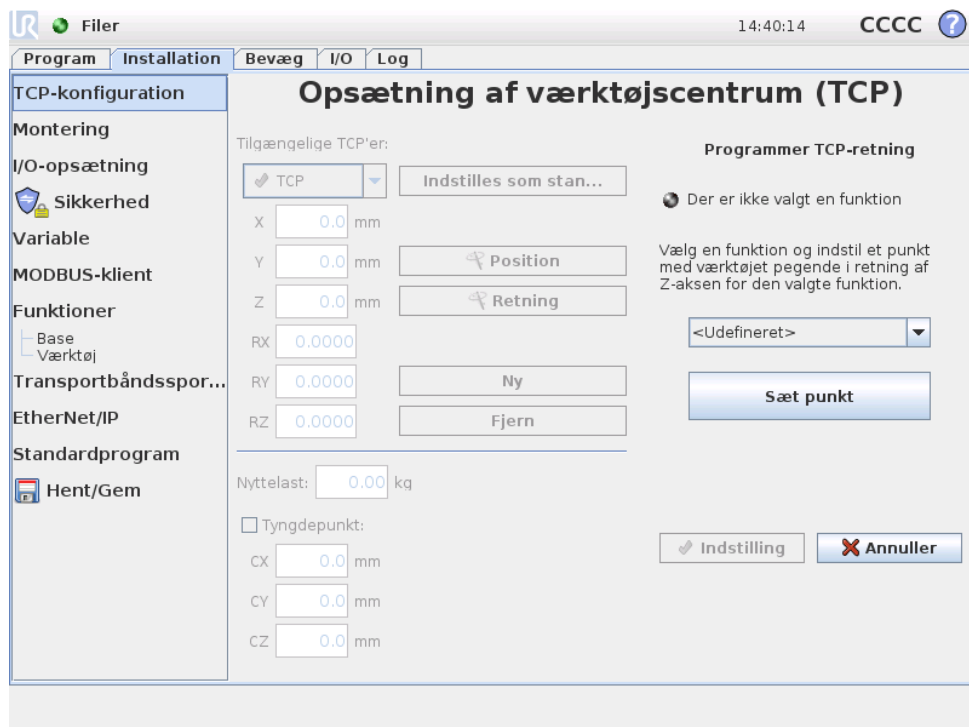 UR Filer 14:40:14 CCCC ?
Program Installation Bevæg I/O Log
TCP-konfiguration
Montering
I/O-opsætning
Sikkerhed
Variable
MODBUS-klient
Funktioner
Base
Værktøj
Transportbåndsspor...
EtherNet/IP
Standardprogram
Hent/Gem
Opsætning af værktøjscentrum (TCP)
Tilgængelige TCP'er:
TCP Indstilles som stan...
X 0.0 mm
Y 0.0 mm Position
Z 0.0 mm Retning
RX 0.0000
RY 0.0000 Ny
RZ 0.0000 Fjern
Nyttelast: 0.00 kg
Tyngdepunkt:
CX 0.0 mm
CY 0.0 mm
CZ 0.0 mm
Programmer TCP-retning
Der er ikke valgt en funktion
Vælg en funktion og indstil et punkt
med værktøjet pegende i retning af
Z-aksen for den valgte funktion.
<Udefineret>
Sæt punkt
Indstilling Annuller